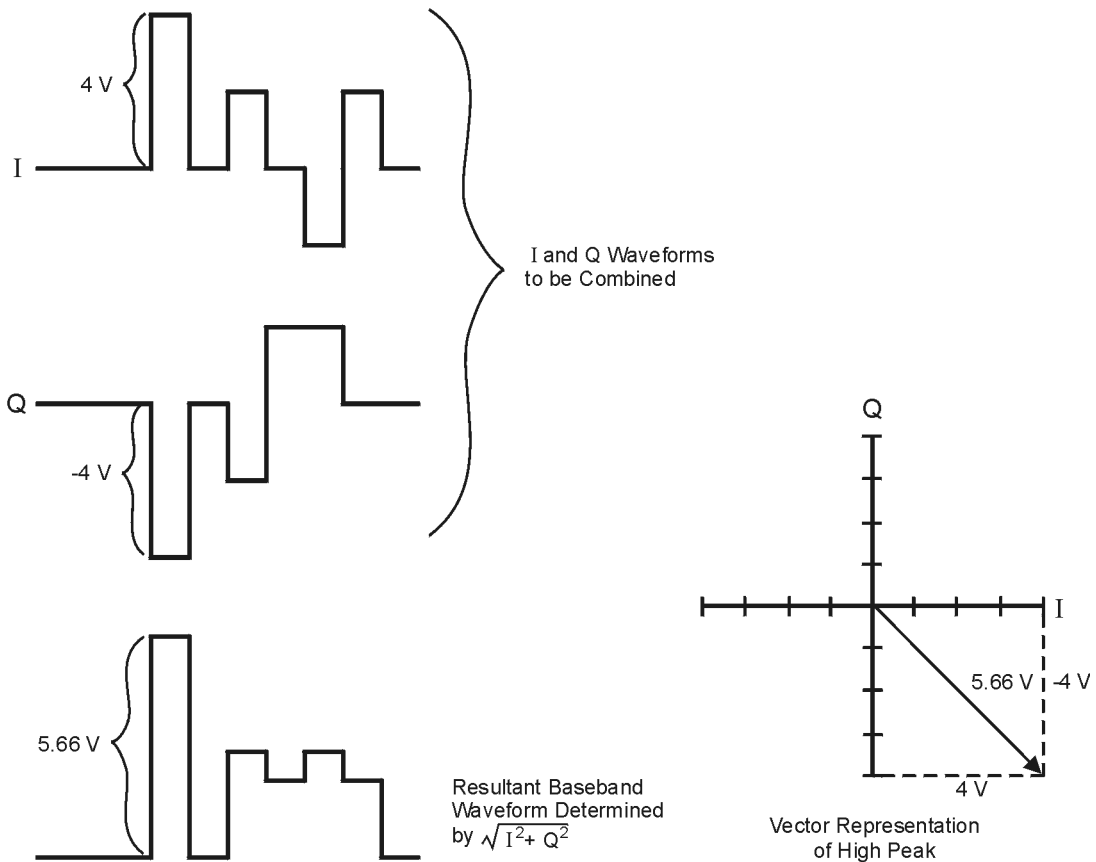 4 V
I
I and Q Waveforms
to be Combined
Q
-4 V
Q
I
5.66 V
-4 V
4 V
5.66 V
Resultant Baseband
Waveform Determined
by √I²+ Q²
Vector Representation
of High Peak